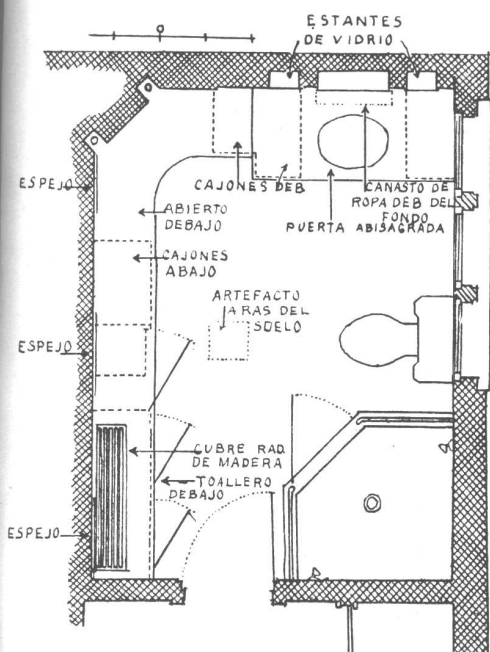 ESTANTES
DE VIDRIO
ESPEJO
CAJONES DEB
CANASTO DE
ROPA DEB DEL
FONDO
ABIERTO
DEBAJO
PUERTA ABISAGRADA
CAJONES
ABAJO
ARTEFACTO
A RAS DEL
SUELO
ESPEJO
CUBRE RAD.
DE MADERA
TOALLERO
DEBAJO
ESPEJO